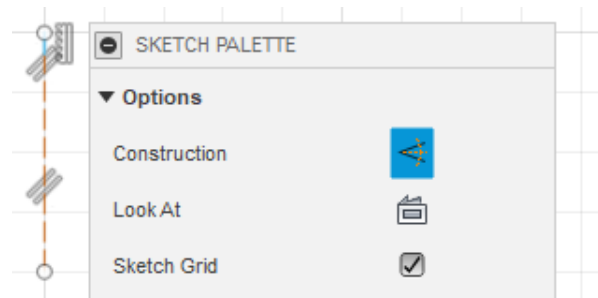 SKETCH PALETTE
Options
Construction
Look At
Sketch Grid